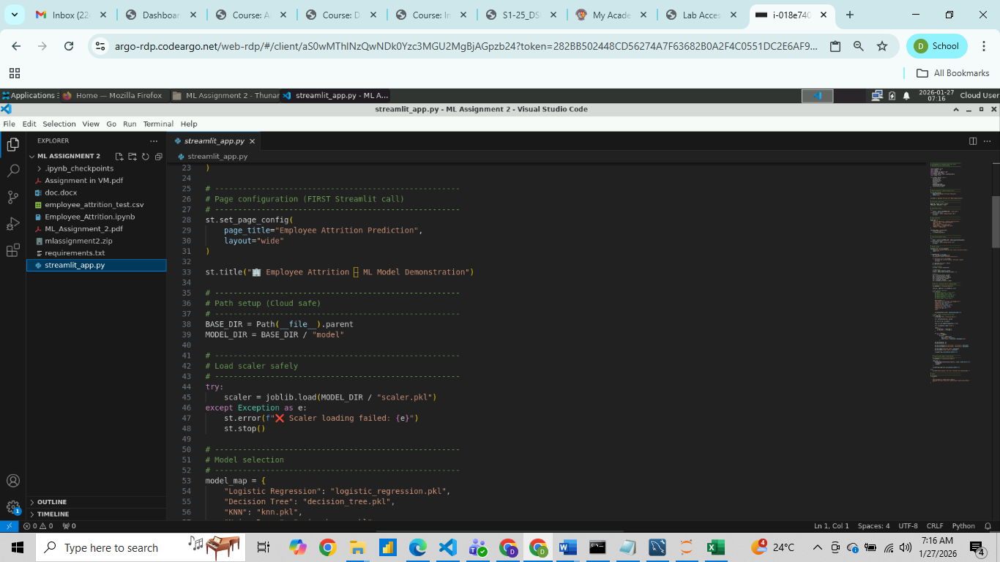 Inbox (224
Dashboar
Course: A
Course: D
Course: In
S1-25_DS
My Acade
Lab Acces
i-018e740
argo-rdp.codeargo.net/web-rdp/#/client/aS0wMThlNzQwNDk0Yzc3MGU2MgBjAGpzb24?token=282BB502448CD56274A7F63682B0A2F4C0551DC2E6AF9...
D School
All Bookmarks
Applications
Home — Mozilla Firefox
ML Assignment 2 - Thunar
streamlit_app.py - ML A...
2026-01-27
07:16
Cloud User
streamlit_app.py - ML Assignment 2 - Visual Studio Code
File Edit Selection View Go Run Terminal Help
EXPLORER
ML ASSIGNMENT 2
.ipynb_checkpoints
Assignment in VM.pdf
doc.docx
employee_attrition_test.csv
Employee_Attrition.ipynb
ML_Assignment_2.pdf
mlassignment2.zip
requirements.txt
streamlit_app.py
OUTLINE
TIMELINE
streamlit_app.py
streamlit_app.py
23 )
24
25 # -----------------------------------------------------
26 # Page configuration (FIRST Streamlit call)
27 # -----------------------------------------------------
28 st.set_page_config(
29     page_title="Employee Attrition Prediction",
30     layout="wide"
31 )
32
33 st.title("🏢 Employee Attrition – ML Model Demonstration")
34
35 # -----------------------------------------------------
36 # Path setup (Cloud safe)
37 # -----------------------------------------------------
38 BASE_DIR = Path(__file__).parent
39 MODEL_DIR = BASE_DIR / "model"
40
41 # -----------------------------------------------------
42 # Load scaler safely
43 # -----------------------------------------------------
44 try:
45     scaler = joblib.load(MODEL_DIR / "scaler.pkl")
46 except Exception as e:
47     st.error(f"❌ Scaler loading failed: {e}")
48     st.stop()
49
50 # -----------------------------------------------------
51 # Model selection
52 # -----------------------------------------------------
53 model_map = {
54     "Logistic Regression": "logistic_regression.pkl",
55     "Decision Tree": "decision_tree.pkl",
56     "KNN": "knn.pkl",
0 0 0
Ln 1, Col 1 Spaces: 4 UTF-8 CRLF Python
Type here to search
4
24°C
7:16 AM
1/27/2026
4